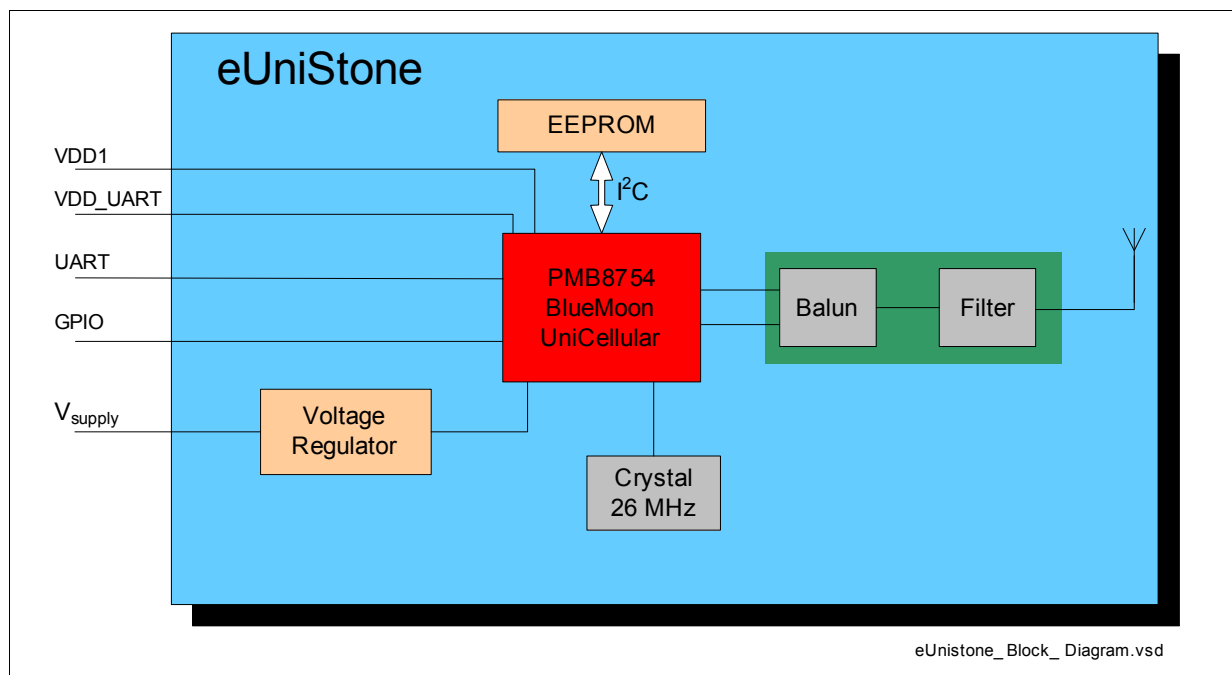 eUniStone
EEPROM
VDD1
I²C
VDD_UART
UART
PMB8754
BlueMoon
UniCellular
Balun
Filter
GPIO
Vsupply
Voltage
Regulator
Crystal
26 MHz
eUnistone_ Block_ Diagram.vsd